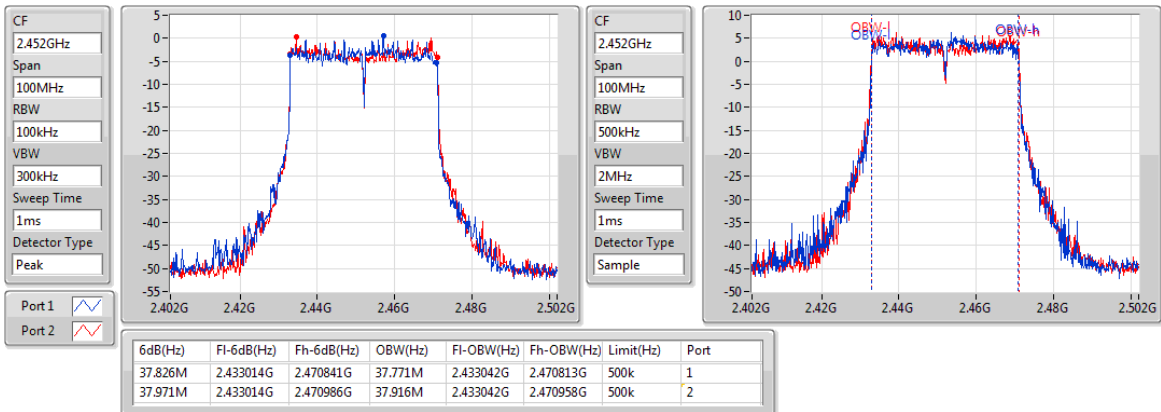 CF
2.452GHz
Span
100MHz
RBW
100kHz
VBW
300kHz
Sweep Time
1ms
Detector Type
Peak
Port 1
Port 2
5
0
-5
-10
-15
-20
-25
-30
-35
-40
-45
-50
-55
2.402G 2.42G 2.44G 2.46G 2.48G 2.502G
CF
2.452GHz
Span
100MHz
RBW
500kHz
VBW
2MHz
Sweep Time
1ms
Detector Type
Sample
10
5
0
-5
-10
-15
-20
-25
-30
-35
-40
-45
-50
OBW-l
OBW-l
OBW-h
2.402G 2.42G 2.44G 2.46G 2.48G 2.502G
6dB(Hz) Fl-6dB(Hz) Fh-6dB(Hz) OBW(Hz) Fl-OBW(Hz) Fh-OBW(Hz) Limit(Hz) Port
37.826M 2.433014G 2.470841G 37.771M 2.433042G 2.470813G 500k 1
37.971M 2.433014G 2.470986G 37.916M 2.433042G 2.470958G 500k 2